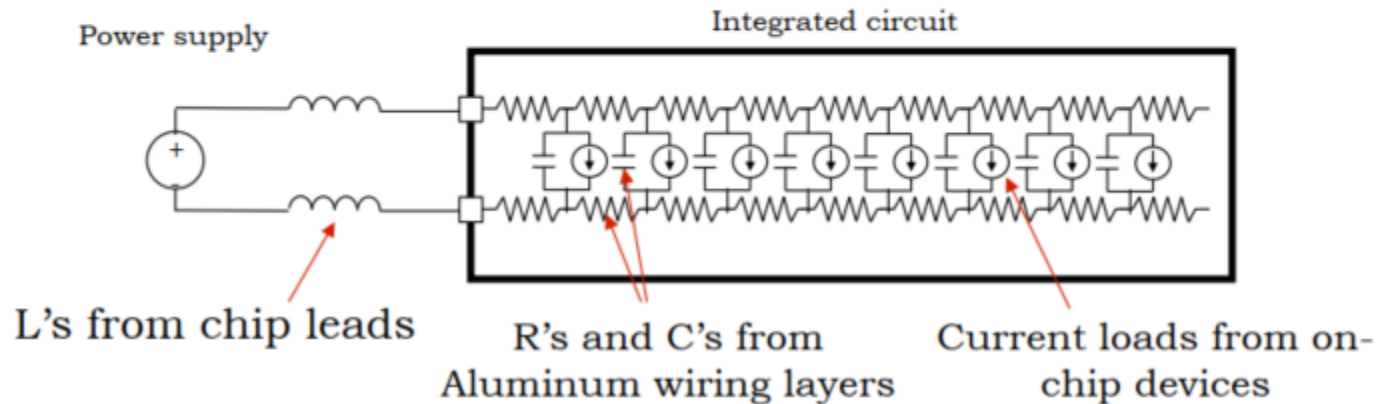 Power supply
Integrated circuit
+
-
L's from chip leads
R's and C's from
Aluminum wiring layers
Current loads from on-
chip devices